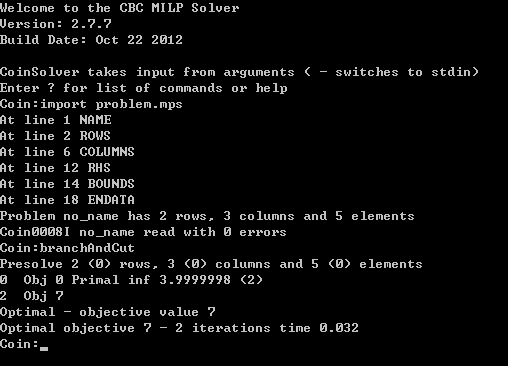 Welcome to the CBC MILP Solver
Version: 2.7.7
Build Date: Oct 22 2012
CoinSolver takes input from arguments ( - switches to stdin)
Enter ? for list of commands or help
Coin:import problem.mps
At line 1 NAME
At line 2 ROWS
At line 6 COLUMNS
At line 12 RHS
At line 14 BOUNDS
At line 18 ENDATA
Problem no_name has 2 rows, 3 columns and 5 elements
Coin0008I no_name read with 0 errors
Coin:branchAndCut
Presolve 2 (0) rows, 3 (0) columns and 5 (0) elements
0  Obj 0 Primal inf 3.9999998 (2)
2  Obj 7
Optimal - objective value 7
Optimal objective 7 - 2 iterations time 0.032
Coin:_